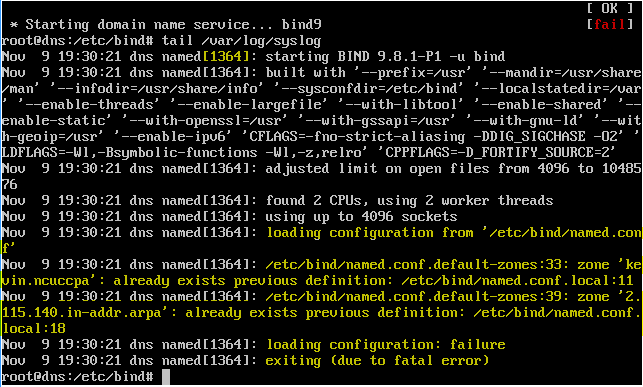 [ OK ]
 * Starting domain name service... bind9
[fail]
root@dns:/etc/bind# tail /var/log/syslog
Nov  9 19:30:21 dns named[1364]: starting BIND 9.8.1-P1 -u bind
Nov  9 19:30:21 dns named[1364]: built with '--prefix=/usr' '--mandir=/usr/share
/man' '--infodir=/usr/share/info' '--sysconfdir=/etc/bind' '--localstatedir=/var
' '--enable-threads' '--enable-largefile' '--with-libtool' '--enable-shared' '--
enable-static' '--with-openssl=/usr' '--with-gssapi=/usr' '--with-gnu-ld' '--wit
h-geoip=/usr' '--enable-ipv6' 'CFLAGS=-fno-strict-aliasing -DDIG_SIGCHASE -O2' '
LDFLAGS=-Wl,-Bsymbolic-functions -Wl,-z,relro' 'CPPFLAGS=-D_FORTIFY_SOURCE=2'
Nov  9 19:30:21 dns named[1364]: adjusted limit on open files from 4096 to 10485
76
Nov  9 19:30:21 dns named[1364]: found 2 CPUs, using 2 worker threads
Nov  9 19:30:21 dns named[1364]: using up to 4096 sockets
Nov  9 19:30:21 dns named[1364]: loading configuration from '/etc/bind/named.con
f'
Nov  9 19:30:21 dns named[1364]: /etc/bind/named.conf.default-zones:33: zone 'ke
vin.ncuccpa': already exists previous definition: /etc/bind/named.conf.local:11
Nov  9 19:30:21 dns named[1364]: /etc/bind/named.conf.default-zones:39: zone '2.
115.140.in-addr.arpa': already exists previous definition: /etc/bind/named.conf.
local:18
Nov  9 19:30:21 dns named[1364]: loading configuration: failure
Nov  9 19:30:21 dns named[1364]: exiting (due to fatal error)
root@dns:/etc/bind#